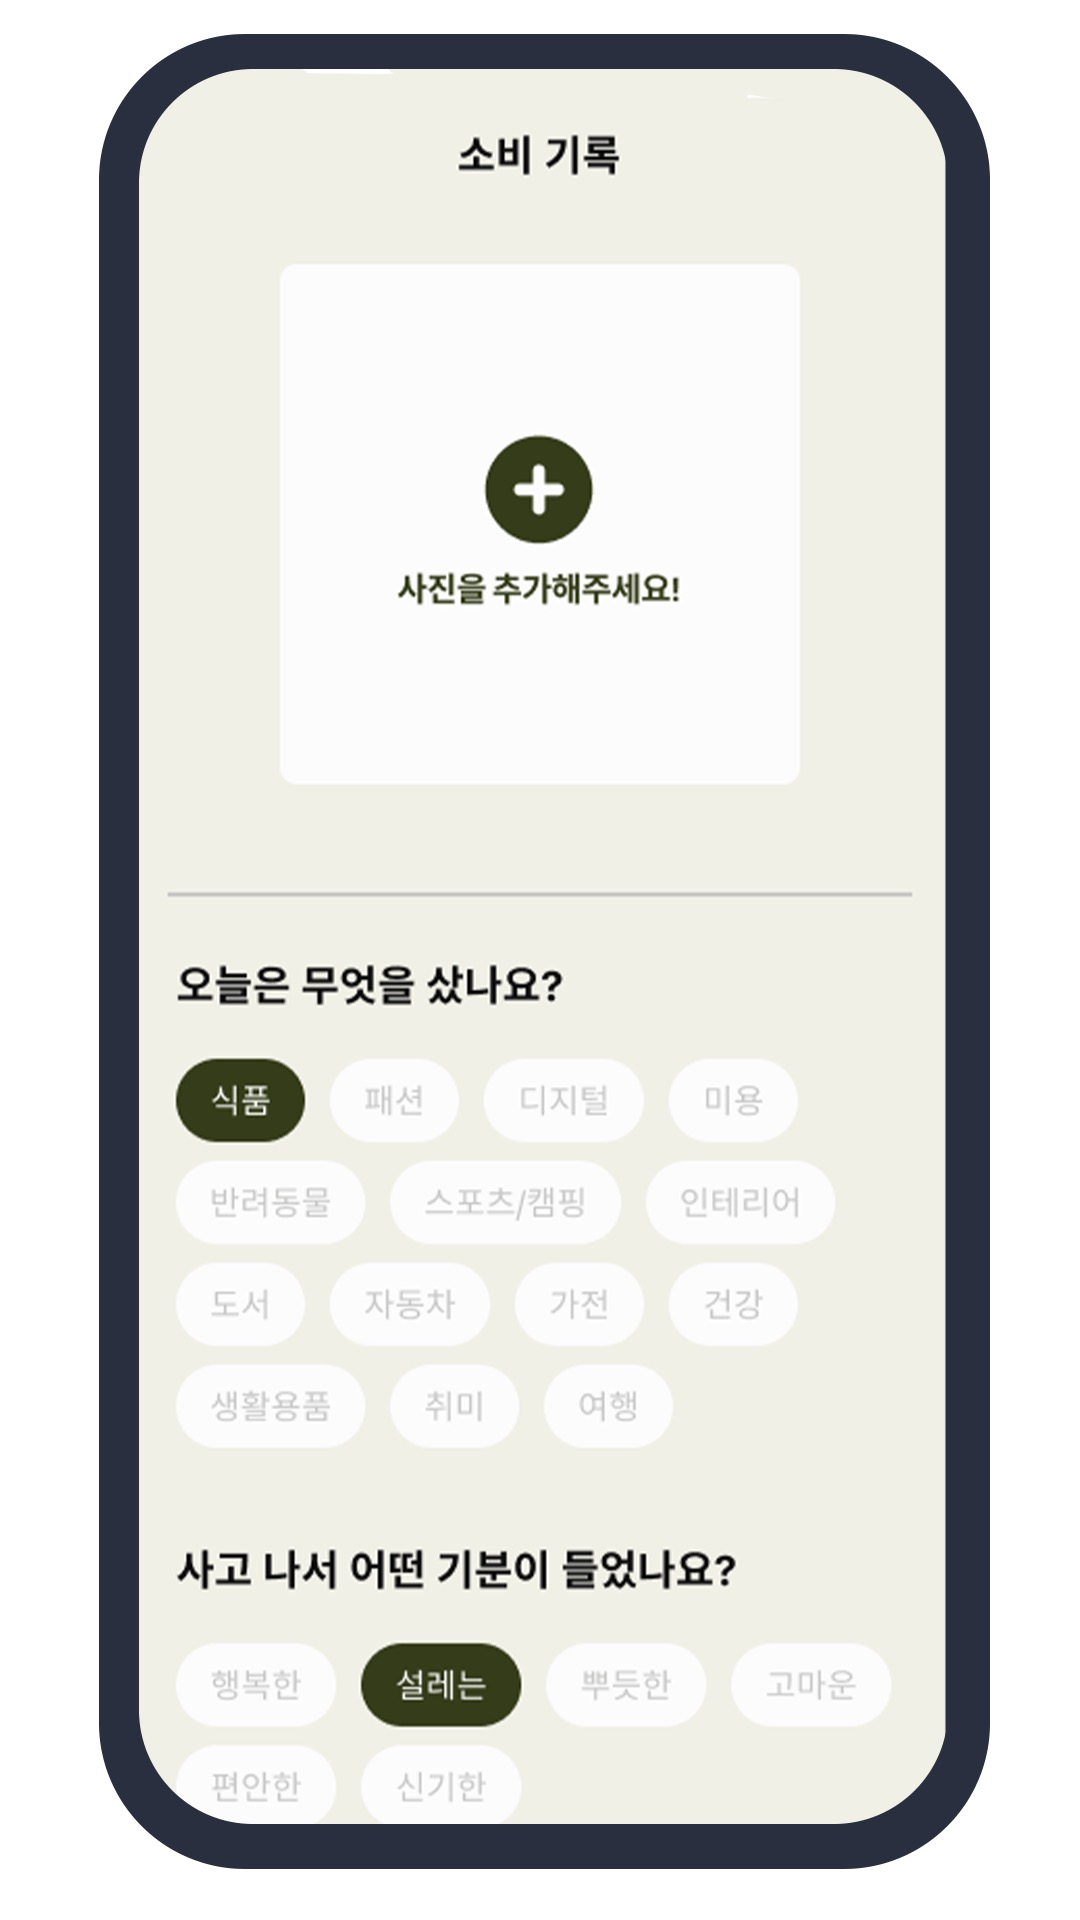 소비 기록
사진을 추가해주세요!
오늘은 무엇을 샀나요?
식품 패션 디지털 미용
반려동물 스포츠/캠핑 인테리어
도서 자동차 가전 건강
생활용품 취미 여행
사고 나서 어떤 기분이 들었나요?
행복한 설레는 뿌듯한 고마운
편안한 신기한